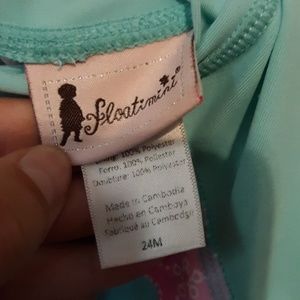 Floatimini
Lining: 100% Polyester
Forro: 100% Poliester
Doublure: 100% Polyester
Made in Cambodia
Hecho en Camboya
Fabriqué au Cambodge
24M